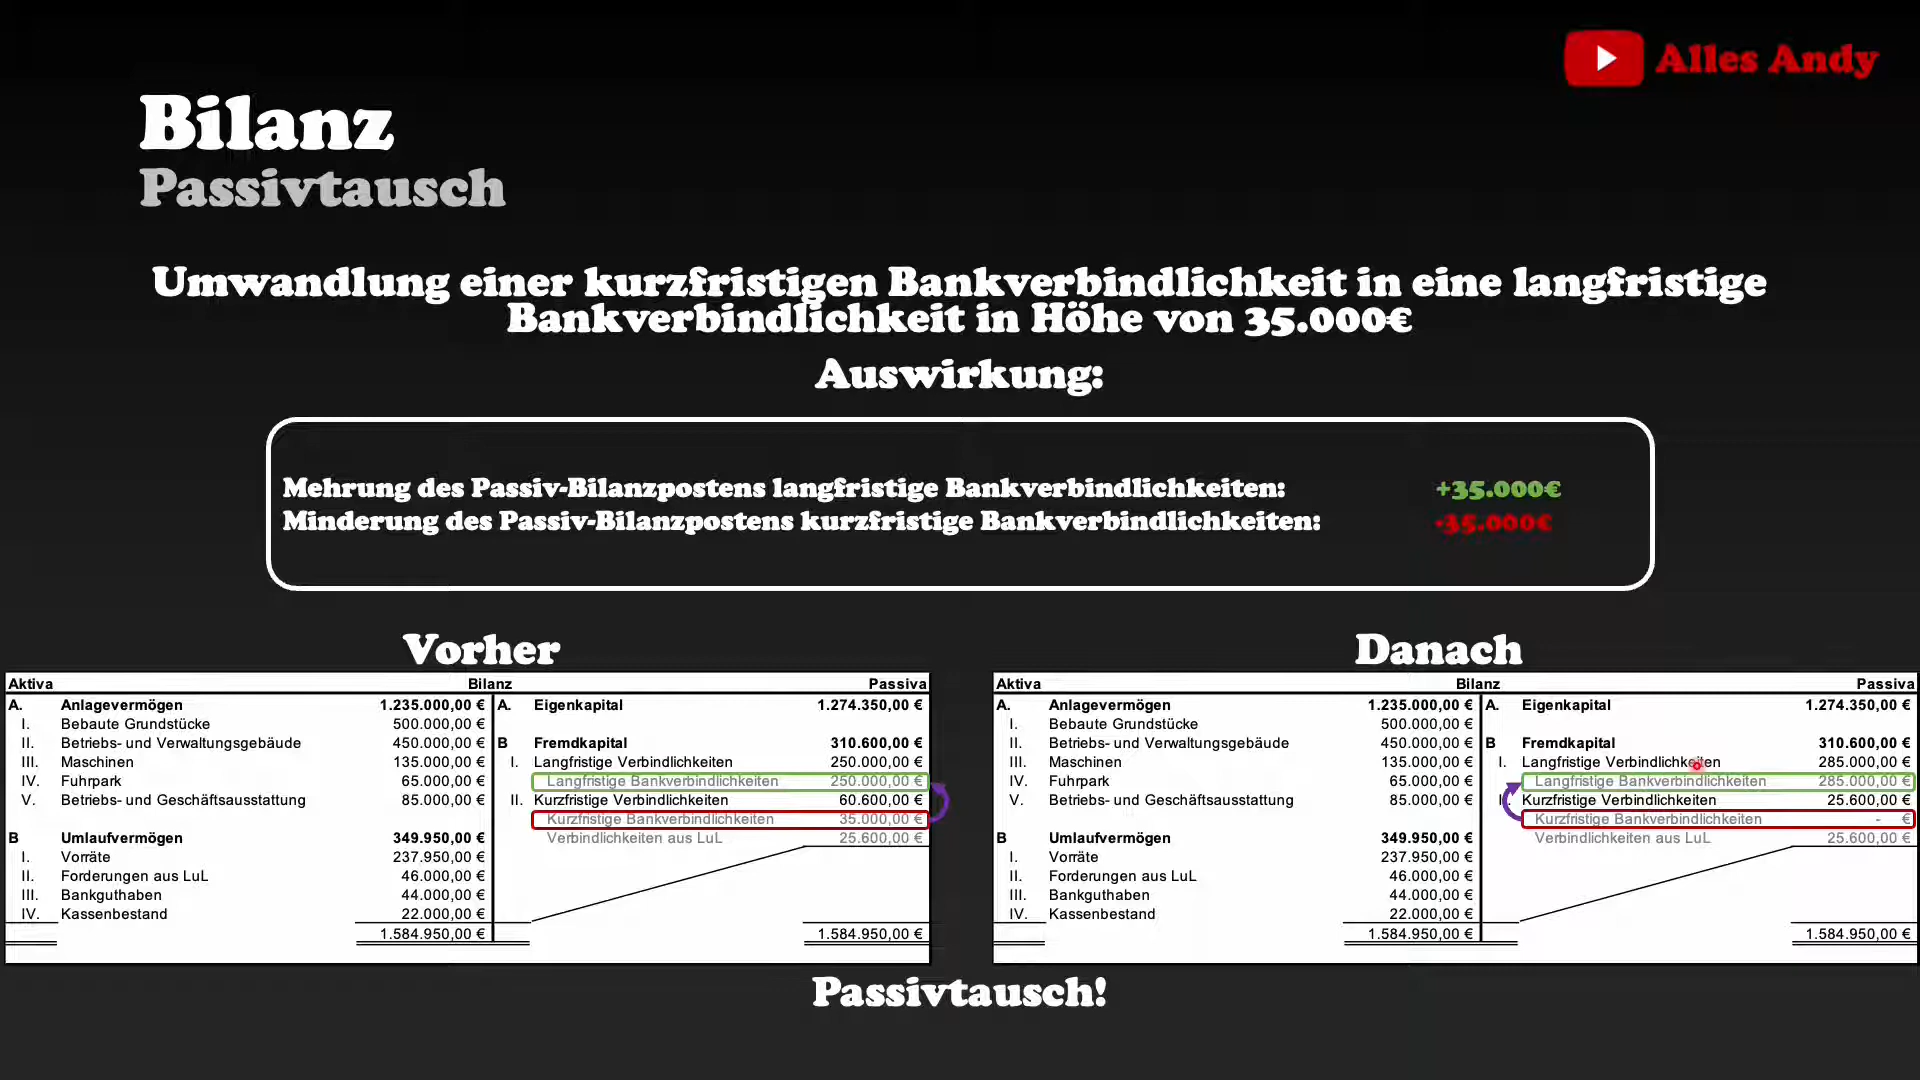 Alles Andy
Bilanz
Passivtausch
Umwandlung einer kurzfristigen Bankverbindlichkeit in eine langfristige
Bankverbindlichkeit in Höhe von 35.000€
Auswirkung:
Mehrung des Passiv-Bilanzpostens langfristige Bankverbindlichkeiten: +35.000€
Minderung des Passiv-Bilanzpostens kurzfristige Bankverbindlichkeiten: -35.000€
Vorher
Aktiva Bilanz Passiva
A. Anlagevermögen 1.235.000,00 € A. Eigenkapital 1.274.350,00 €
I. Bebaute Grundstücke 500.000,00 €
II. Betriebs- und Verwaltungsgebäude 450.000,00 € B Fremdkapital 310.600,00 €
III. Maschinen 135.000,00 € I. Langfristige Verbindlichkeiten 250.000,00 €
IV. Fuhrpark 65.000,00 € Langfristige Bankverbindlichkeiten 250.000,00 €
V. Betriebs- und Geschäftsausstattung 85.000,00 € II. Kurzfristige Verbindlichkeiten 60.600,00 €
Kurzfristige Bankverbindlichkeiten 35.000,00 €
B Umlaufvermögen 349.950,00 € Verbindlichkeiten aus LuL 25.600,00 €
I. Vorräte 237.950,00 €
II. Forderungen aus LuL 46.000,00 €
III. Bankguthaben 44.000,00 €
IV. Kassenbestand 22.000,00 €
1.584.950,00 € 1.584.950,00 €
Danach
Aktiva Bilanz Passiva
A. Anlagevermögen 1.235.000,00 € A. Eigenkapital 1.274.350,00 €
I. Bebaute Grundstücke 500.000,00 €
II. Betriebs- und Verwaltungsgebäude 450.000,00 € B Fremdkapital 310.600,00 €
III. Maschinen 135.000,00 € I. Langfristige Verbindlichkeiten 285.000,00 €
IV. Fuhrpark 65.000,00 € Langfristige Bankverbindlichkeiten 285.000,00 €
V. Betriebs- und Geschäftsausstattung 85.000,00 € Kurzfristige Verbindlichkeiten 25.600,00 €
Kurzfristige Bankverbindlichkeiten - €
B Umlaufvermögen 349.950,00 € Verbindlichkeiten aus LuL 25.600,00 €
I. Vorräte 237.950,00 €
II. Forderungen aus LuL 46.000,00 €
III. Bankguthaben 44.000,00 €
IV. Kassenbestand 22.000,00 €
1.584.950,00 € 1.584.950,00 €
Passivtausch!